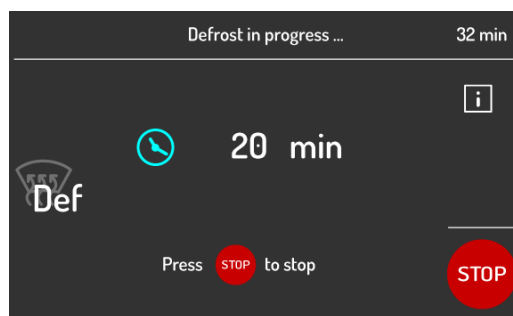 Defrost in progress ... 32 min
i
20 min
Def
Press STOP to stop
STOP